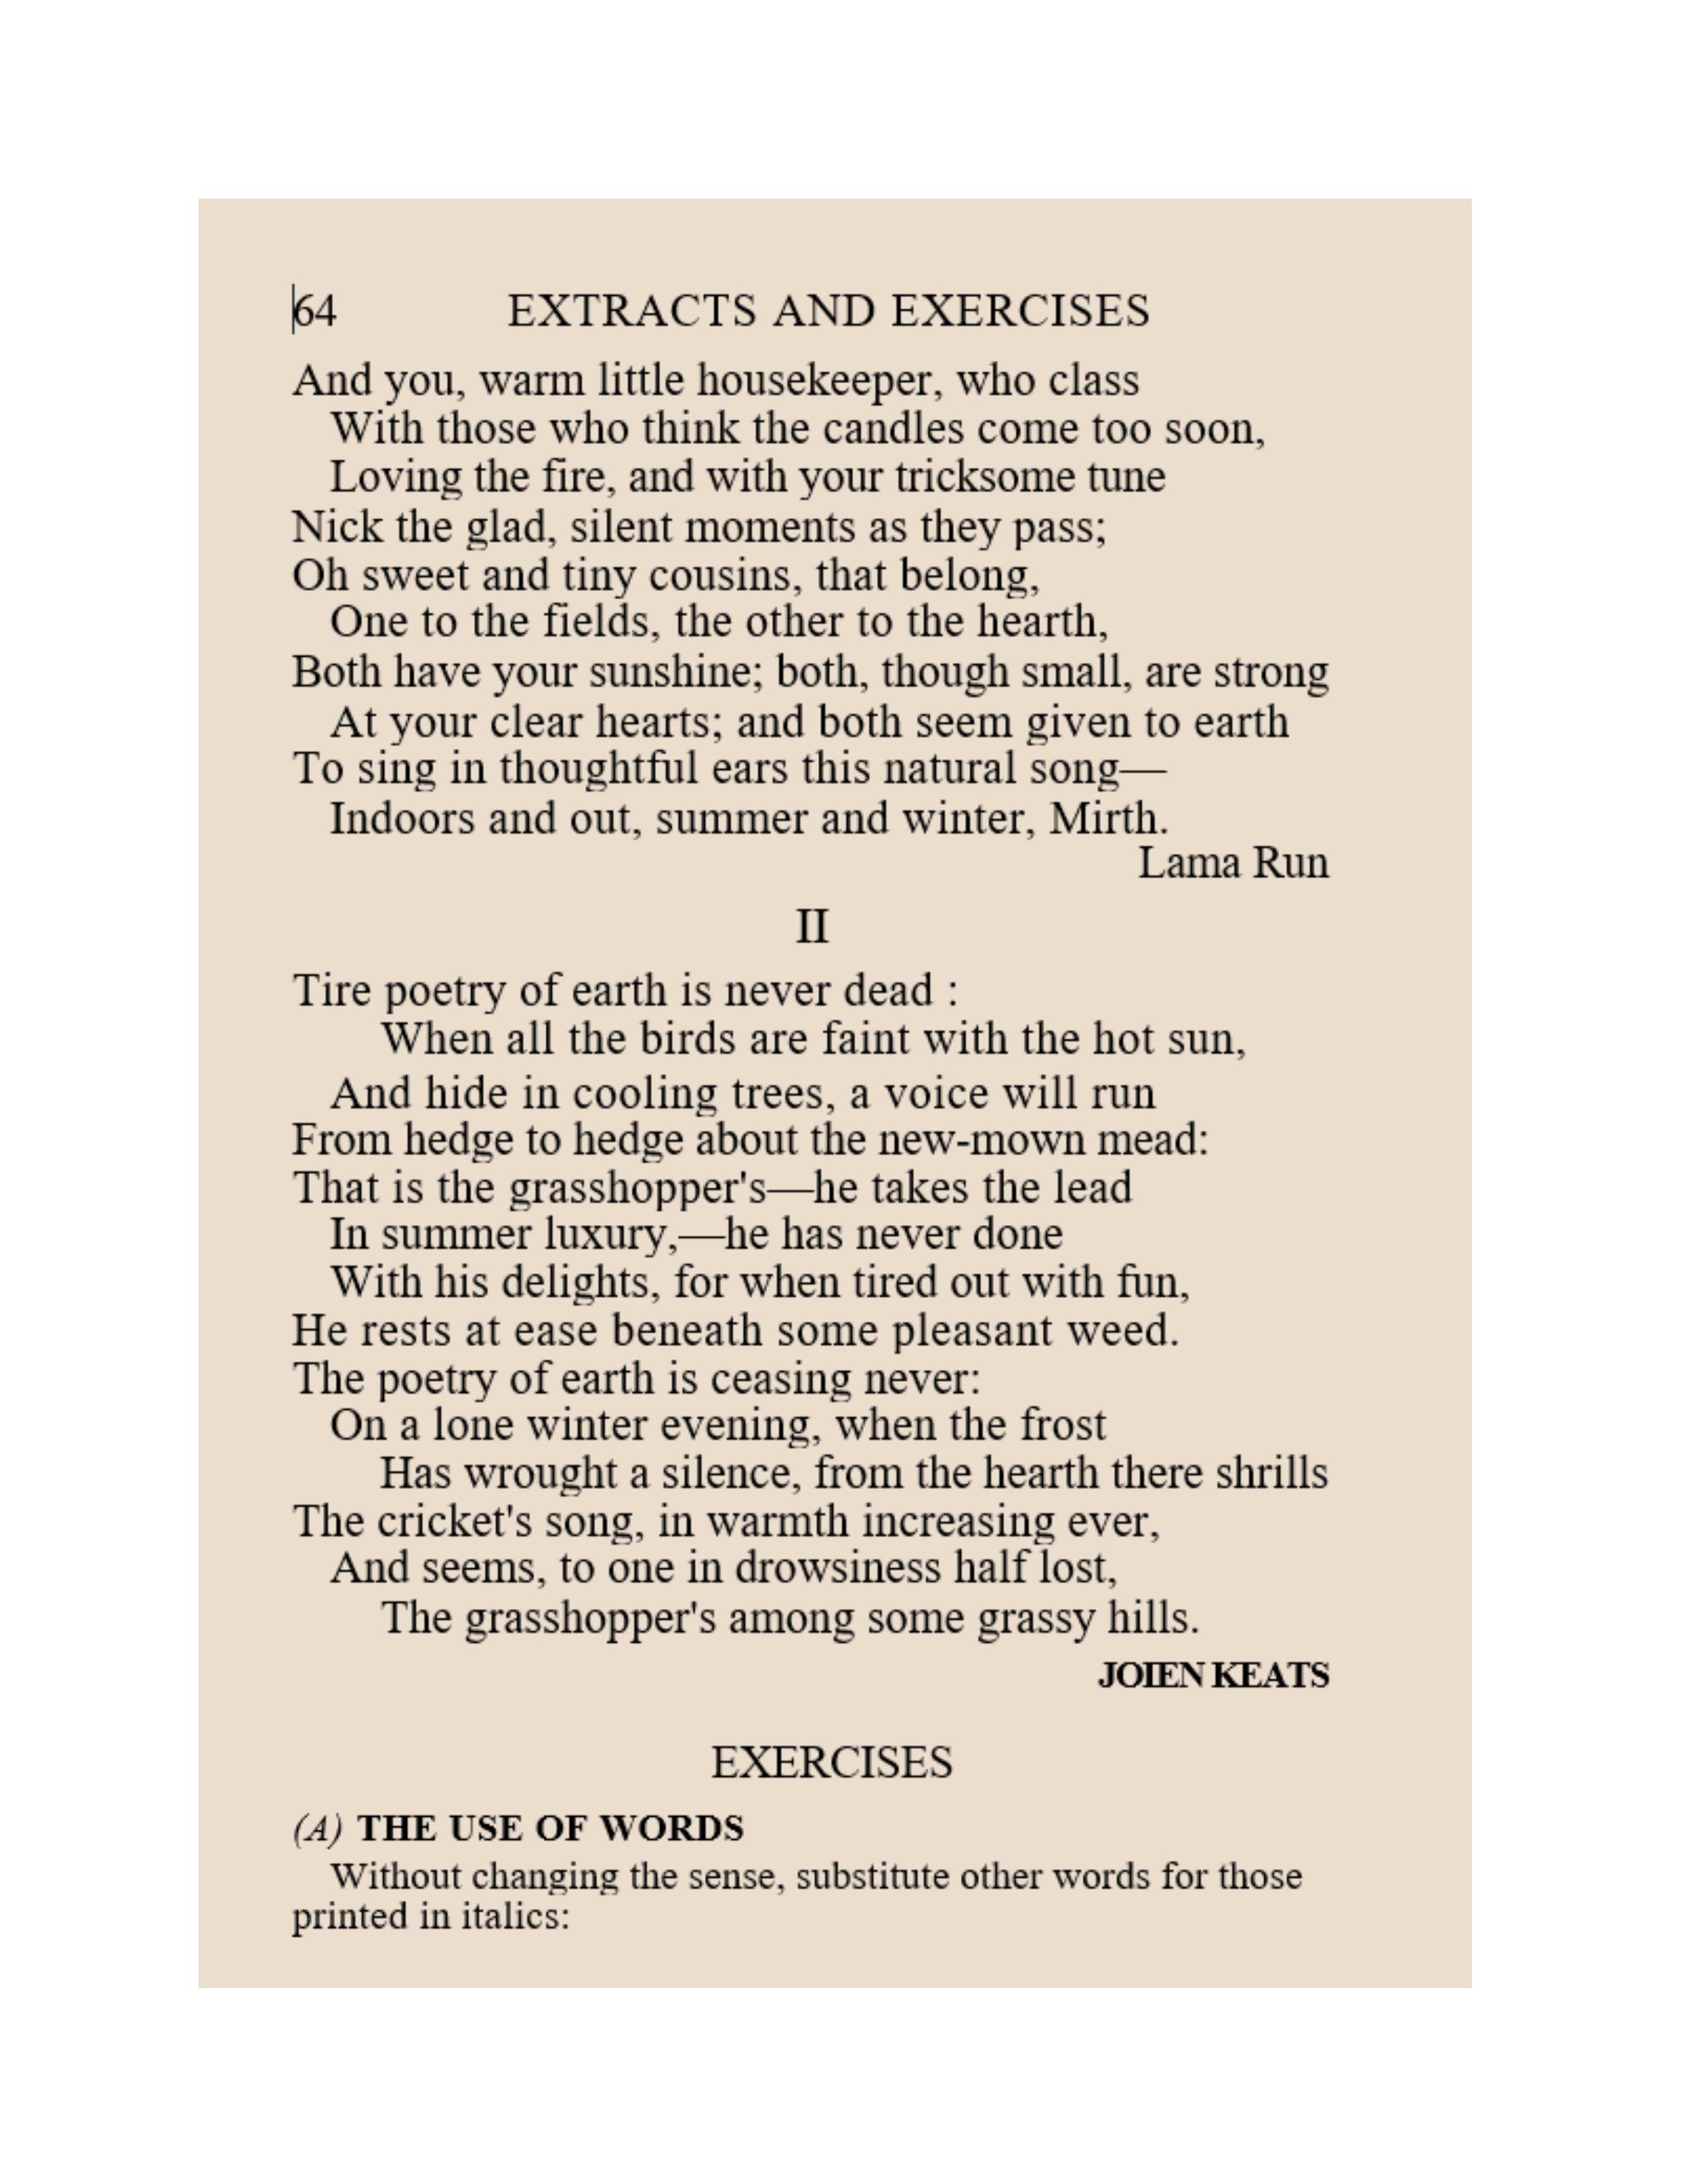 64 EXTRACTS AND EXERCISES
And you, warm little housekeeper, who class
With those who think the candles come too soon,
Loving the fire, and with your tricksome tune
Nick the glad, silent moments as they pass;
Oh sweet and tiny cousins, that belong,
One to the fields, the other to the hearth,
Both have your sunshine; both, though small, are strong
At your clear hearts; and both seem given to earth
To sing in thoughtful ears this natural song—
Indoors and out, summer and winter, Mirth.
Lama Run
II
Tire poetry of earth is never dead :
When all the birds are faint with the hot sun,
And hide in cooling trees, a voice will run
From hedge to hedge about the new-mown mead:
That is the grasshopper's—he takes the lead
In summer luxury,—he has never done
With his delights, for when tired out with fun,
He rests at ease beneath some pleasant weed.
The poetry of earth is ceasing never:
On a lone winter evening, when the frost
Has wrought a silence, from the hearth there shrills
The cricket's song, in warmth increasing ever,
And seems, to one in drowsiness half lost,
The grasshopper's among some grassy hills.
JOIEN KEATS
EXERCISES
(A) THE USE OF WORDS
Without changing the sense, substitute other words for those
printed in italics: